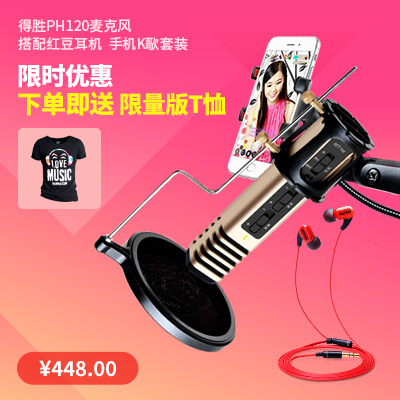 得胜PH120麦克风
搭配红豆耳机 手机K歌套装
限时优惠
下单即送 限量版T恤
I LOVE
MUSIC
¥448.00